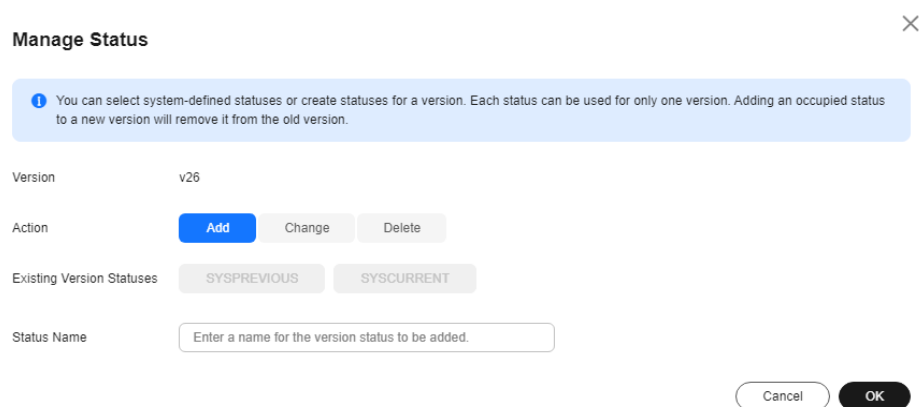 Manage Status
You can select system-defined statuses or create statuses for a version. Each status can be used for only one version. Adding an occupied status
to a new version will remove it from the old version.
Version v26
Action Add Change Delete
Existing Version Statuses SYSPREVIOUS SYSCURRENT
Status Name Enter a name for the version status to be added.
Cancel OK